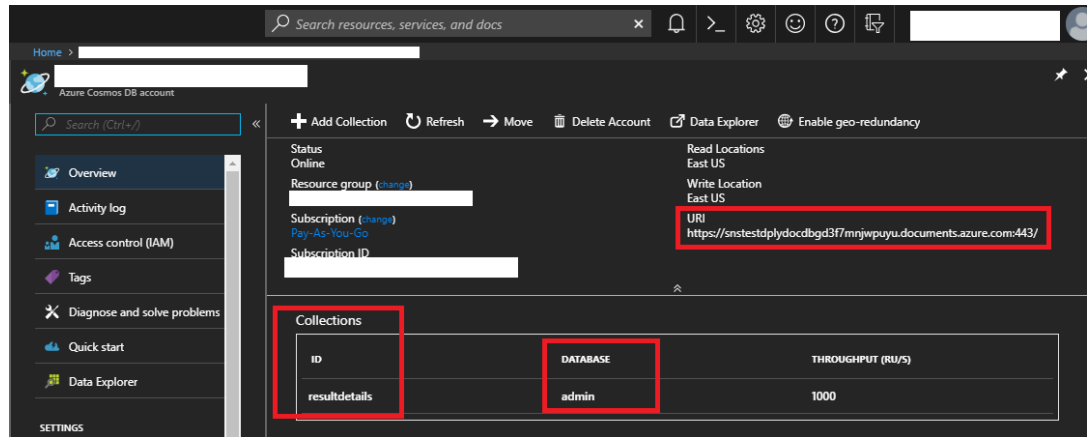 Search resources, services, and docs
Home >
Azure Cosmos DB account
Search (Ctrl+/)
Overview
Activity log
Access control (IAM)
Tags
Diagnose and solve problems
Quick start
Data Explorer
SETTINGS
Add Collection Refresh Move Delete Account Data Explorer Enable geo-redundancy
Status
Online
Resource group (change)
Subscription (change)
Pay-As-You-Go
Subscription ID
Read Locations
East US
Write Location
East US
URI
https://snstestdplydocdbgd3f7mnjwpuyu.documents.azure.com:443/
Collections
ID DATABASE THROUGHPUT (RU/S)
resultdetails admin 1000